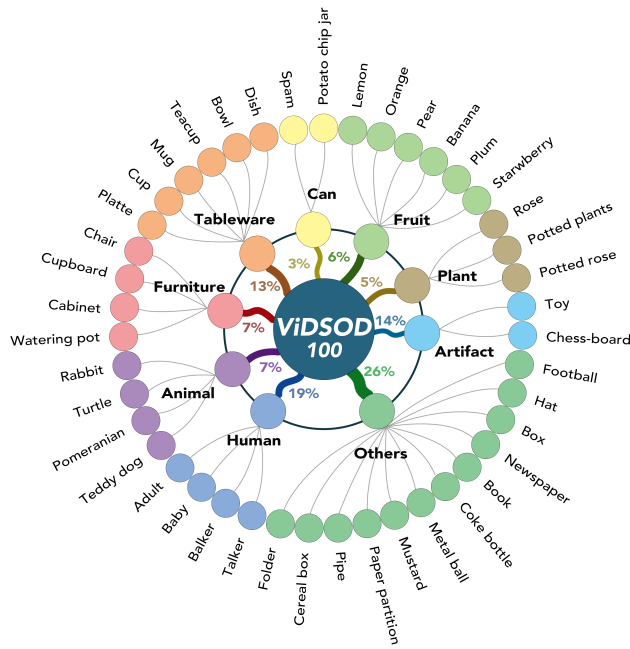 Potato chip jar
Spam
Lemon
Orange
Pear
Banana
Plum
Starwberry
Dish
Bowl
Teacup
Mug
Cup
Platte
Can
Fruit
Tableware
Rose
Potted plants
Potted rose
Chair
Cupboard
Cabinet
Watering pot
Furniture
Plant
3%
6%
5%
13%
7%
14%
ViDSOD
100
Toy
Chess-board
Artifact
Rabbit
Turtle
Pomeranian
Teddy dog
Animal
7%
19%
26%
Human
Others
Football
Hat
Box
Newspaper
Book
Coke bottle
Metal ball
Mustard
Paper partition
Pipe
Cereal box
Folder
Talker
Balker
Baby
Adult